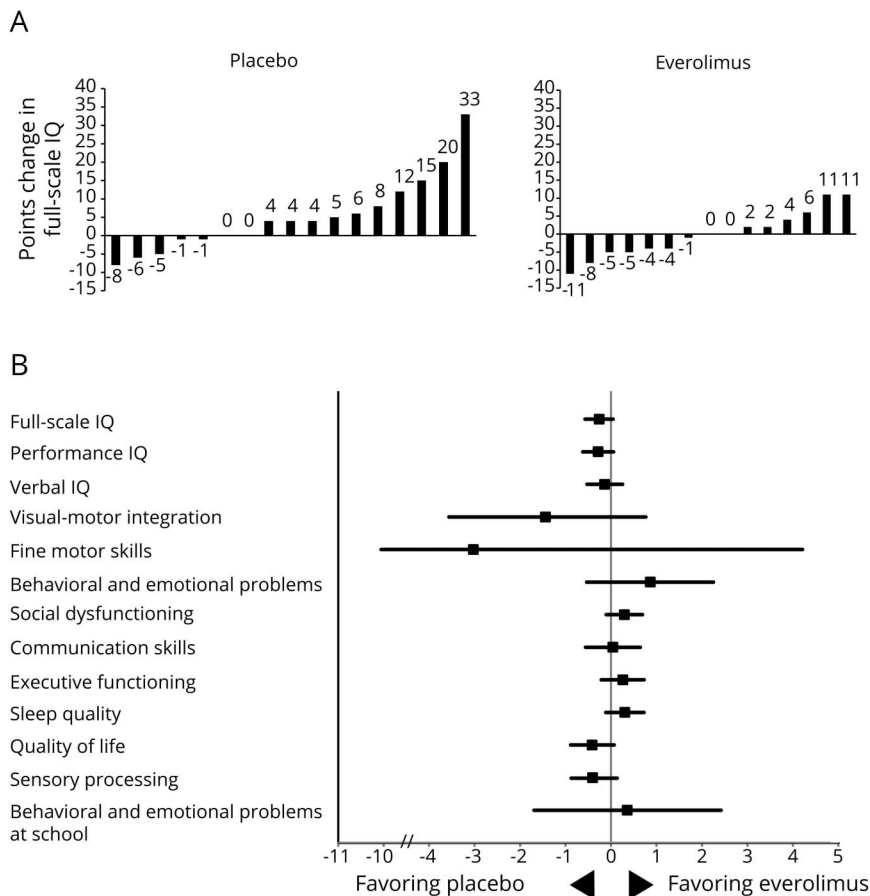 A
Placebo
Points change in
full-scale IQ
40
35
30
25
20
15
10
5
0
-5
-10
-15
-8 -6 -5 -1 -1 0 0 4 4 4 5 6 8 12 15 20 33
Everolimus
40
35
30
25
20
15
10
5
0
-5
-10
-15
-11 -8 -5 -5 -4 -4 -1 0 0 2 2 4 6 11 11
B
Full-scale IQ
Performance IQ
Verbal IQ
Visual-motor integration
Fine motor skills
Behavioral and emotional problems
Social dysfunctioning
Communication skills
Executive functioning
Sleep quality
Quality of life
Sensory processing
Behavioral and emotional problems
at school
-11 -10 // -4 -3 -2 -1 0 1 2 3 4 5
Favoring placebo Favoring everolimus